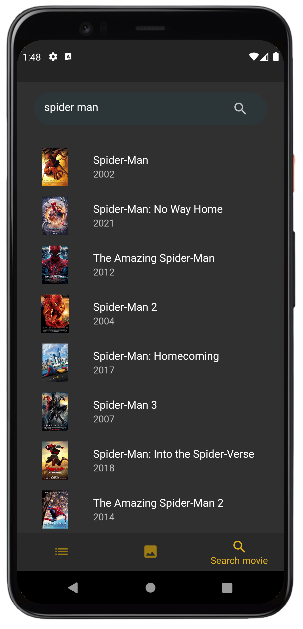 1:48
spider man
Spider-Man
2002
Spider-Man: No Way Home
2021
The Amazing Spider-Man
2012
Spider-Man 2
2004
Spider-Man: Homecoming
2017
Spider-Man 3
2007
Spider-Man: Into the Spider-Verse
2018
The Amazing Spider-Man 2
2014
Search movie